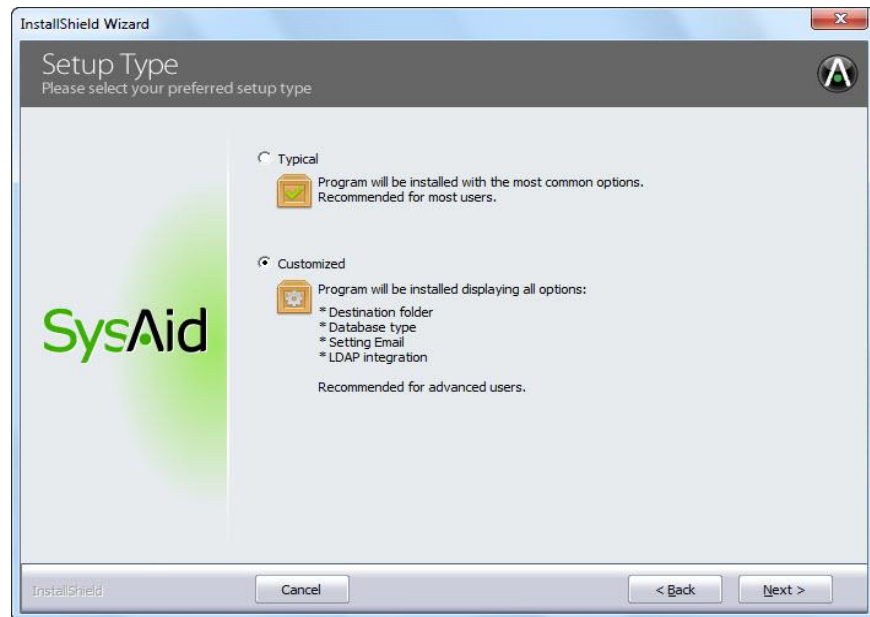 InstallShield Wizard
Setup Type
Please select your preferred setup type
Typical
Program will be installed with the most common options.
Recommended for most users.
Customized
Program will be installed displaying all options:
* Destination folder
* Database type
* Setting Email
* LDAP integration
Recommended for advanced users.
SysAid
InstallShield
Cancel
< Back
Next >